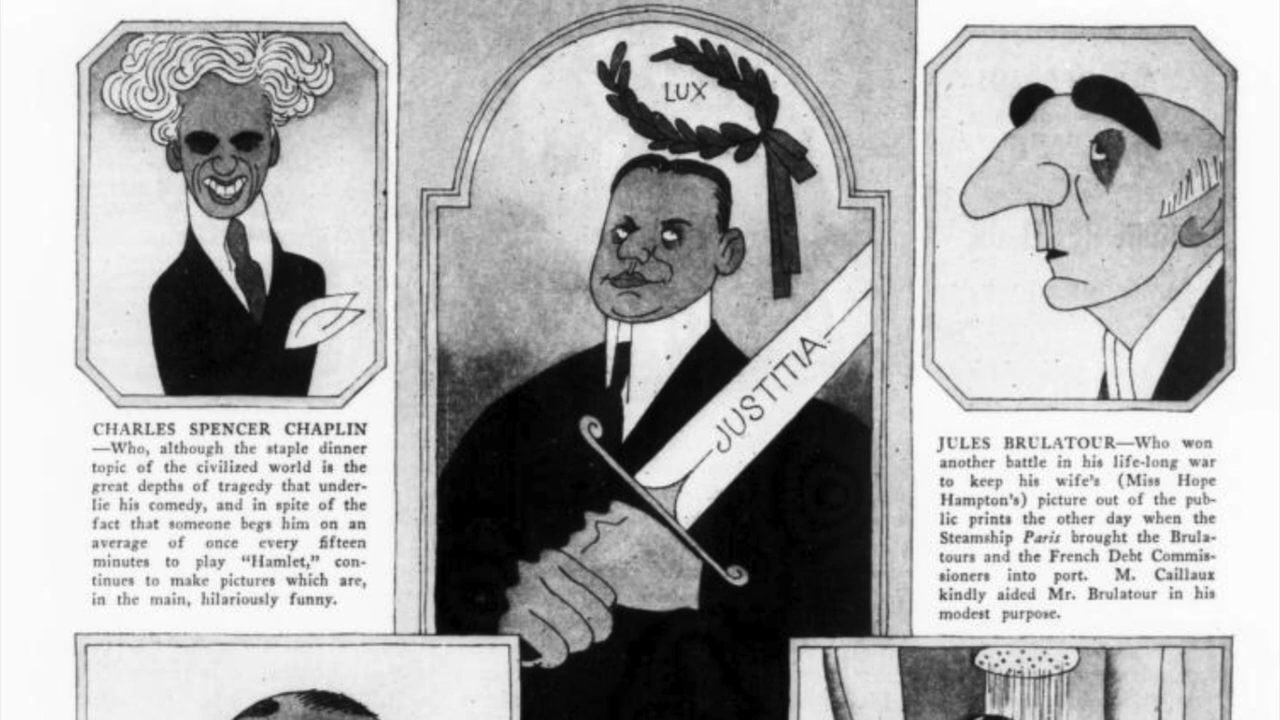 LUX
JUSTITIA
CHARLES SPENCER CHAPLIN
—Who, although the staple dinner
topic of the civilized world is the
great depths of tragedy that under-
lie his comedy, and in spite of the
fact that someone begs him on an
average of once every fifteen
minutes to play "Hamlet," con-
tinues to make pictures which are,
in the main, hilariously funny.
JULES BRULATOUR—Who won
another battle in his life-long war
to keep his wife's (Miss Hope
Hampton's) picture out of the pub-
lic prints the other day when the
Steamship Paris brought the Brula-
tours and the French Debt Commis-
sioners into port. M. Caillaux
kindly aided Mr. Brulatour in his
modest purpose.